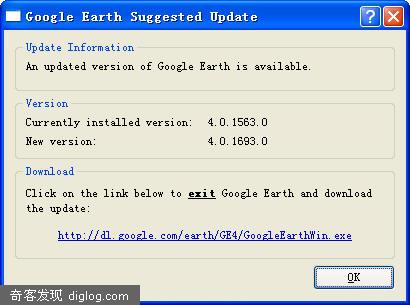 Google Earth Suggested Update
Update Information
An updated version of Google Earth is available.
Version
Currently installed version: 4.0.1563.0
New version: 4.0.1693.0
Download
Click on the link below to exit Google Earth and download
the update:
http://dl.google.com/earth/GE4/GoogleEarthWin.exe
OK
奇客发现 diglog.com